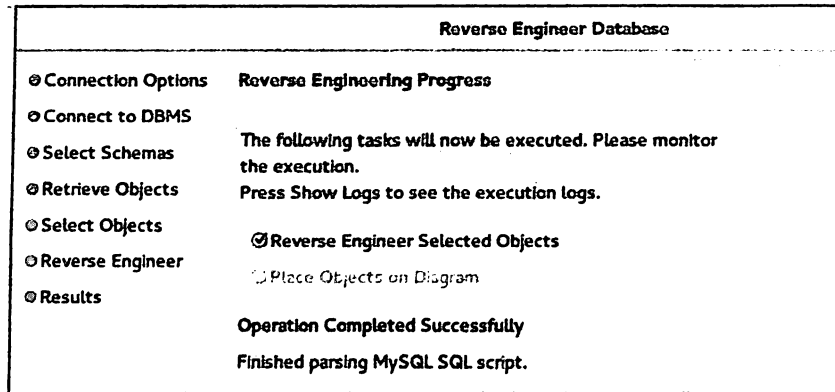 Reverse Engineer Database
Connection Options
Connect to DBMS
Select Schemas
Retrieve Objects
Select Objects
Reverse Engineer
Results
Reverse Engineering Progress
The following tasks will now be executed. Please monitor
the execution.
Press Show Logs to see the execution logs.
Reverse Engineer Selected Objects
Place Objects on Diagram
Operation Completed Successfully
Finished parsing MySQL SQL script.